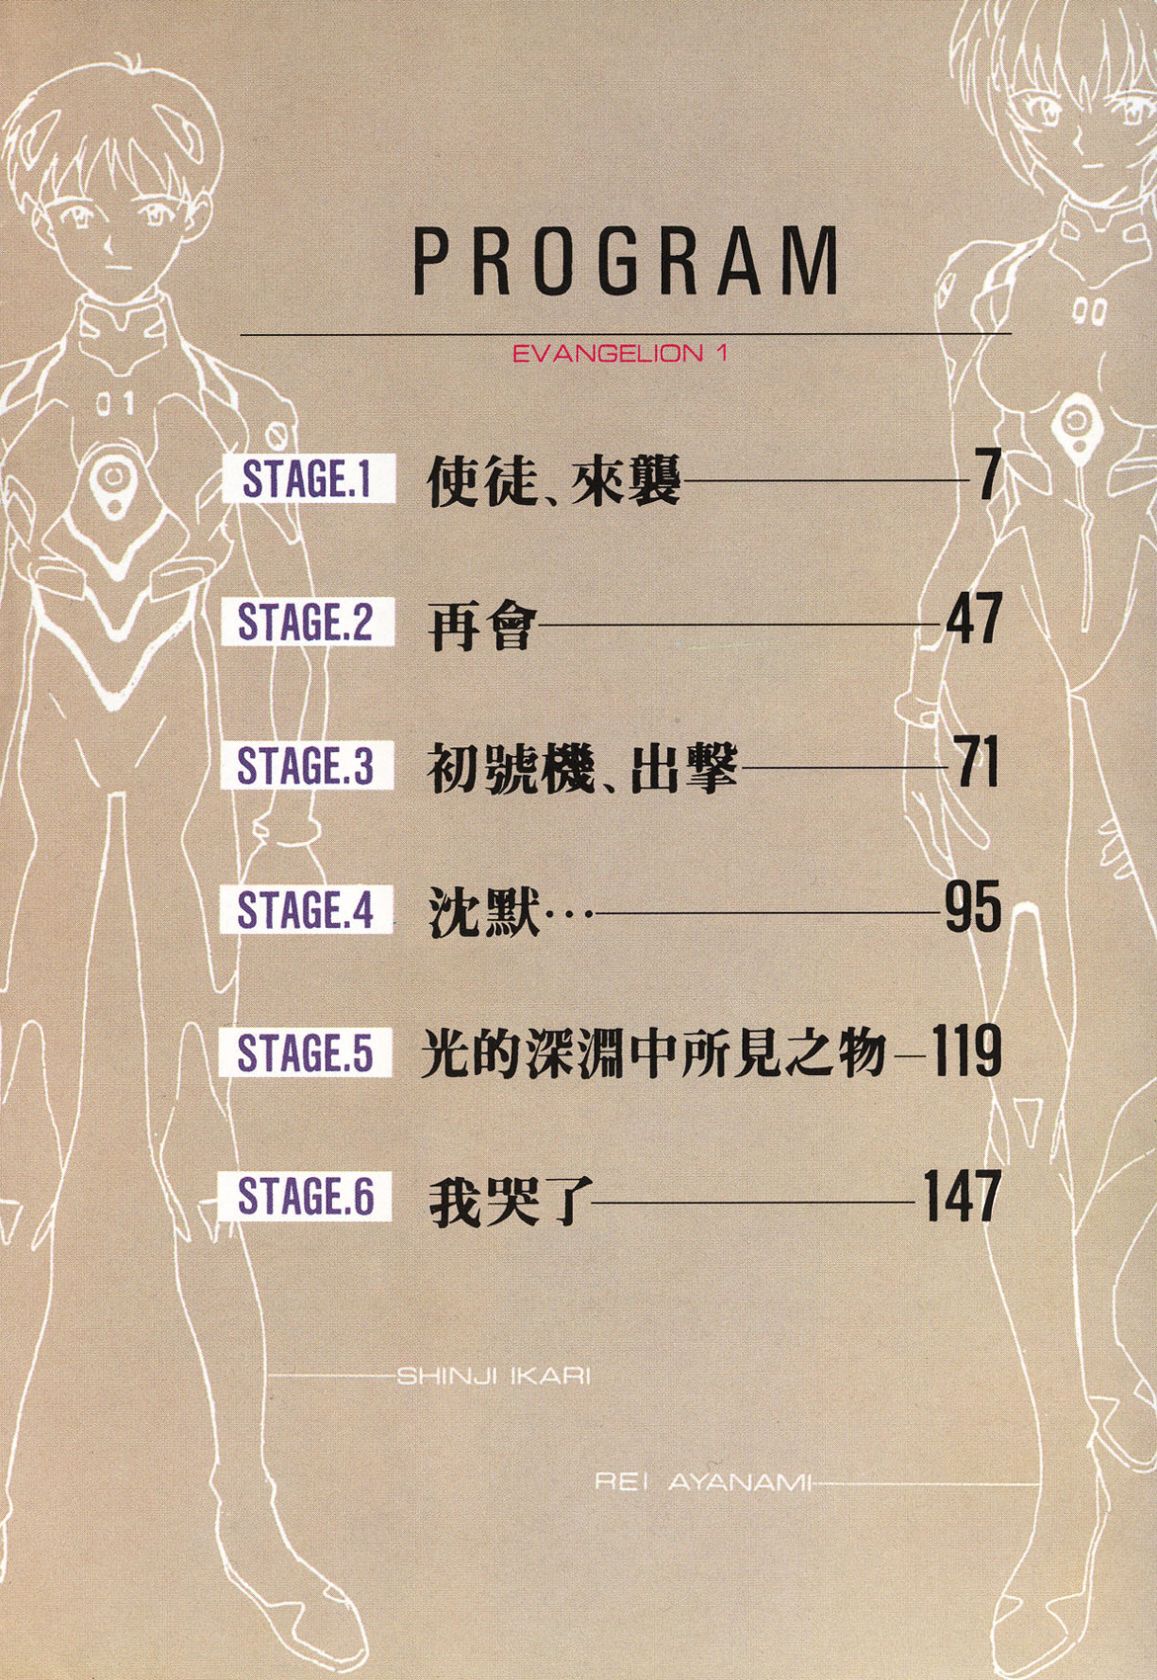 PROGRAM
EVANGELION 1
01
00
STAGE.1 使徒、來襲 7
STAGE.2 再會 47
STAGE.3 初號機、出擊 71
STAGE.4 沈默… 95
STAGE.5 光的深淵中所見之物 119
STAGE.6 我哭了 147
SHINJI IKARI
REI AYANAMI